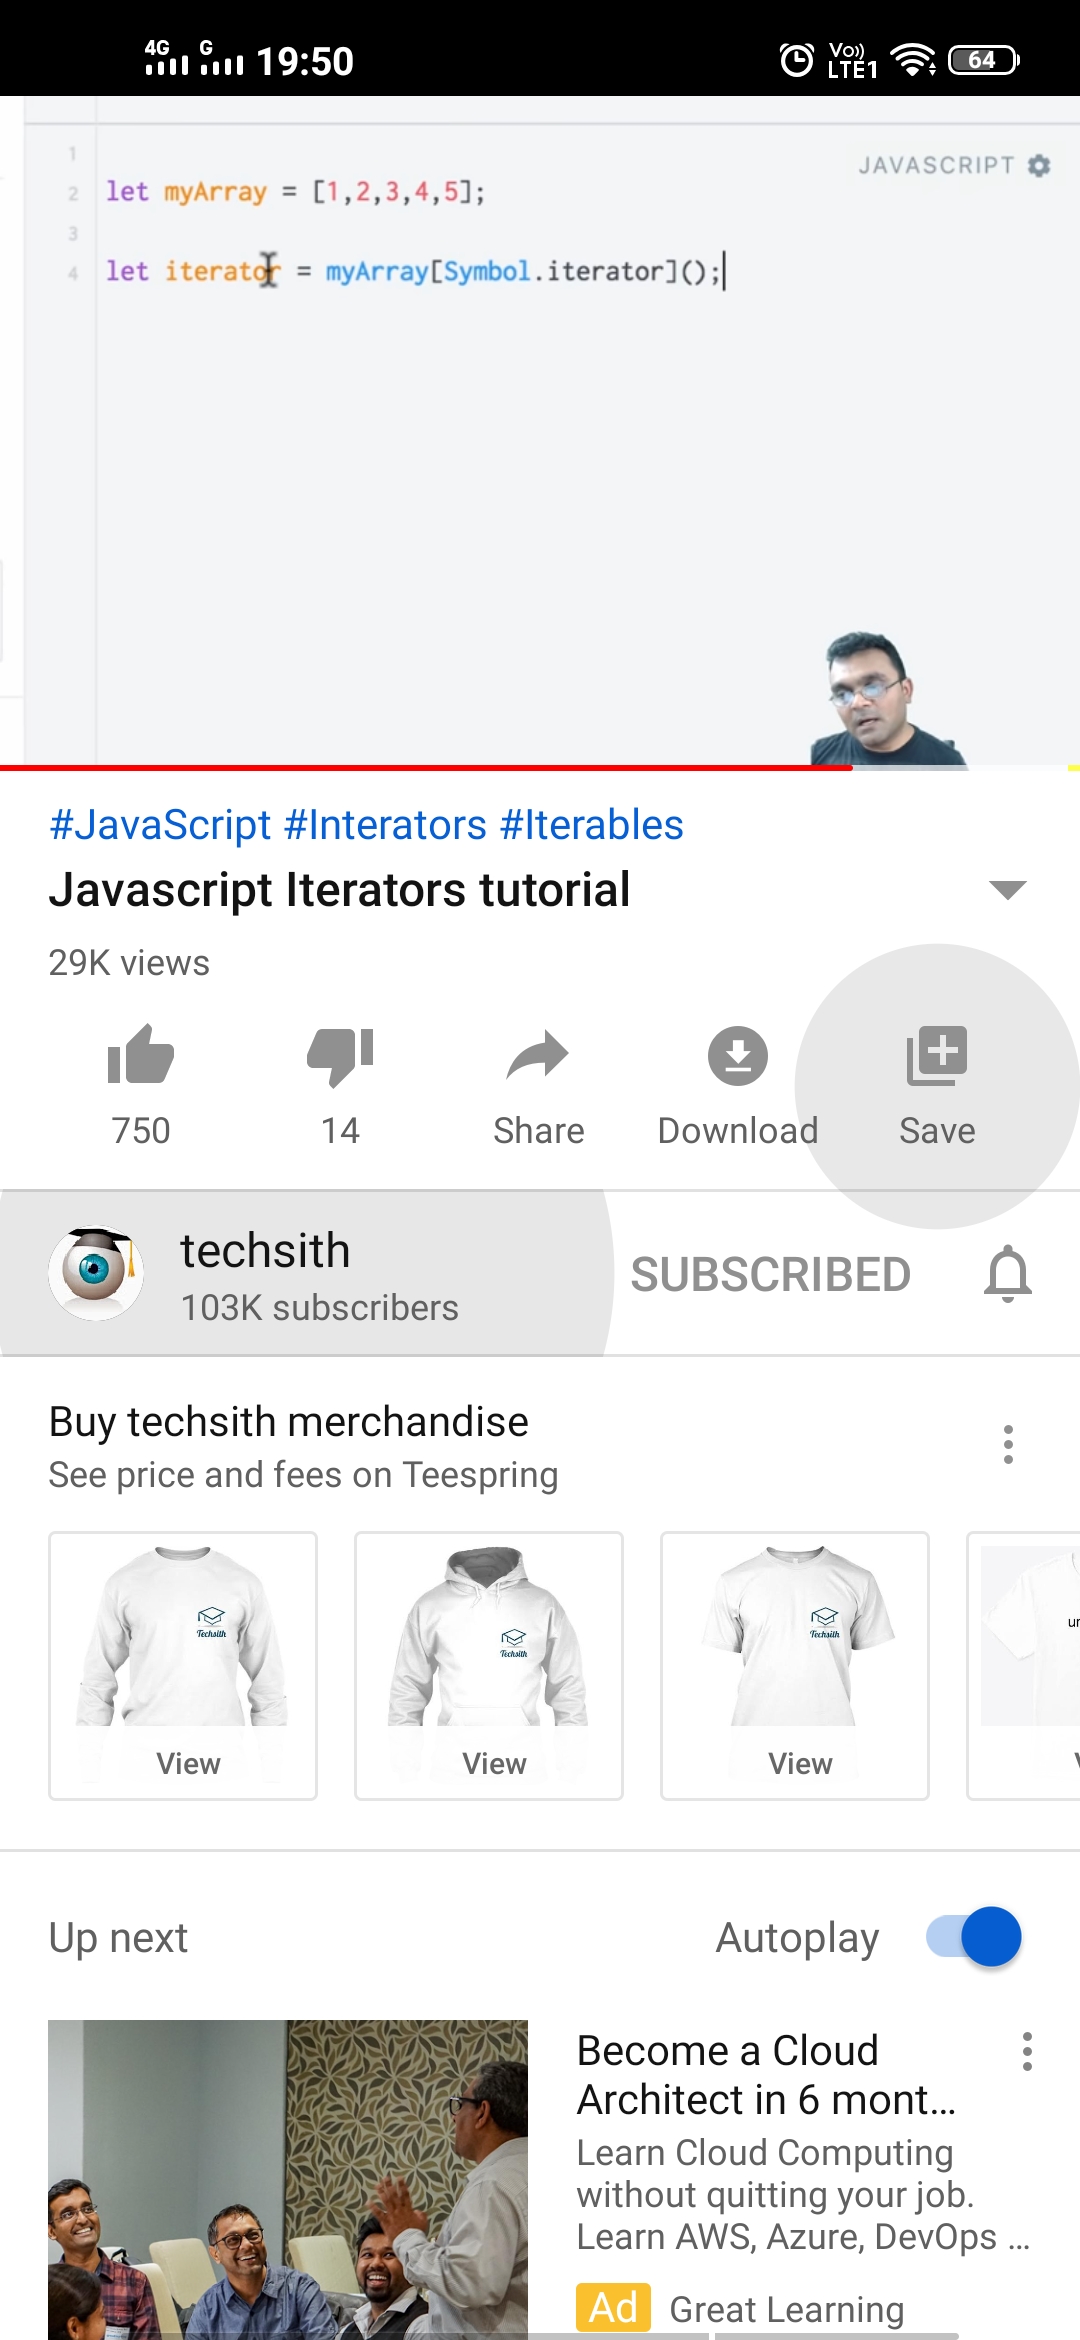 4G G 19:50 Vo)) LTE1 64
JAVASCRIPT
1
2 let myArray = [1,2,3,4,5];
3
4 let iterator = myArray[Symbol.iterator]();
#JavaScript #Interators #Iterables
Javascript Iterators tutorial
29K views
750 14 Share Download Save
techsith
103K subscribers
SUBSCRIBED
Buy techsith merchandise
See price and fees on Teespring
Techsith Techsith Techsith
View View View
Up next Autoplay
Become a Cloud
Architect in 6 mont...
Learn Cloud Computing
without quitting your job.
Learn AWS, Azure, DevOps ...
Ad Great Learning